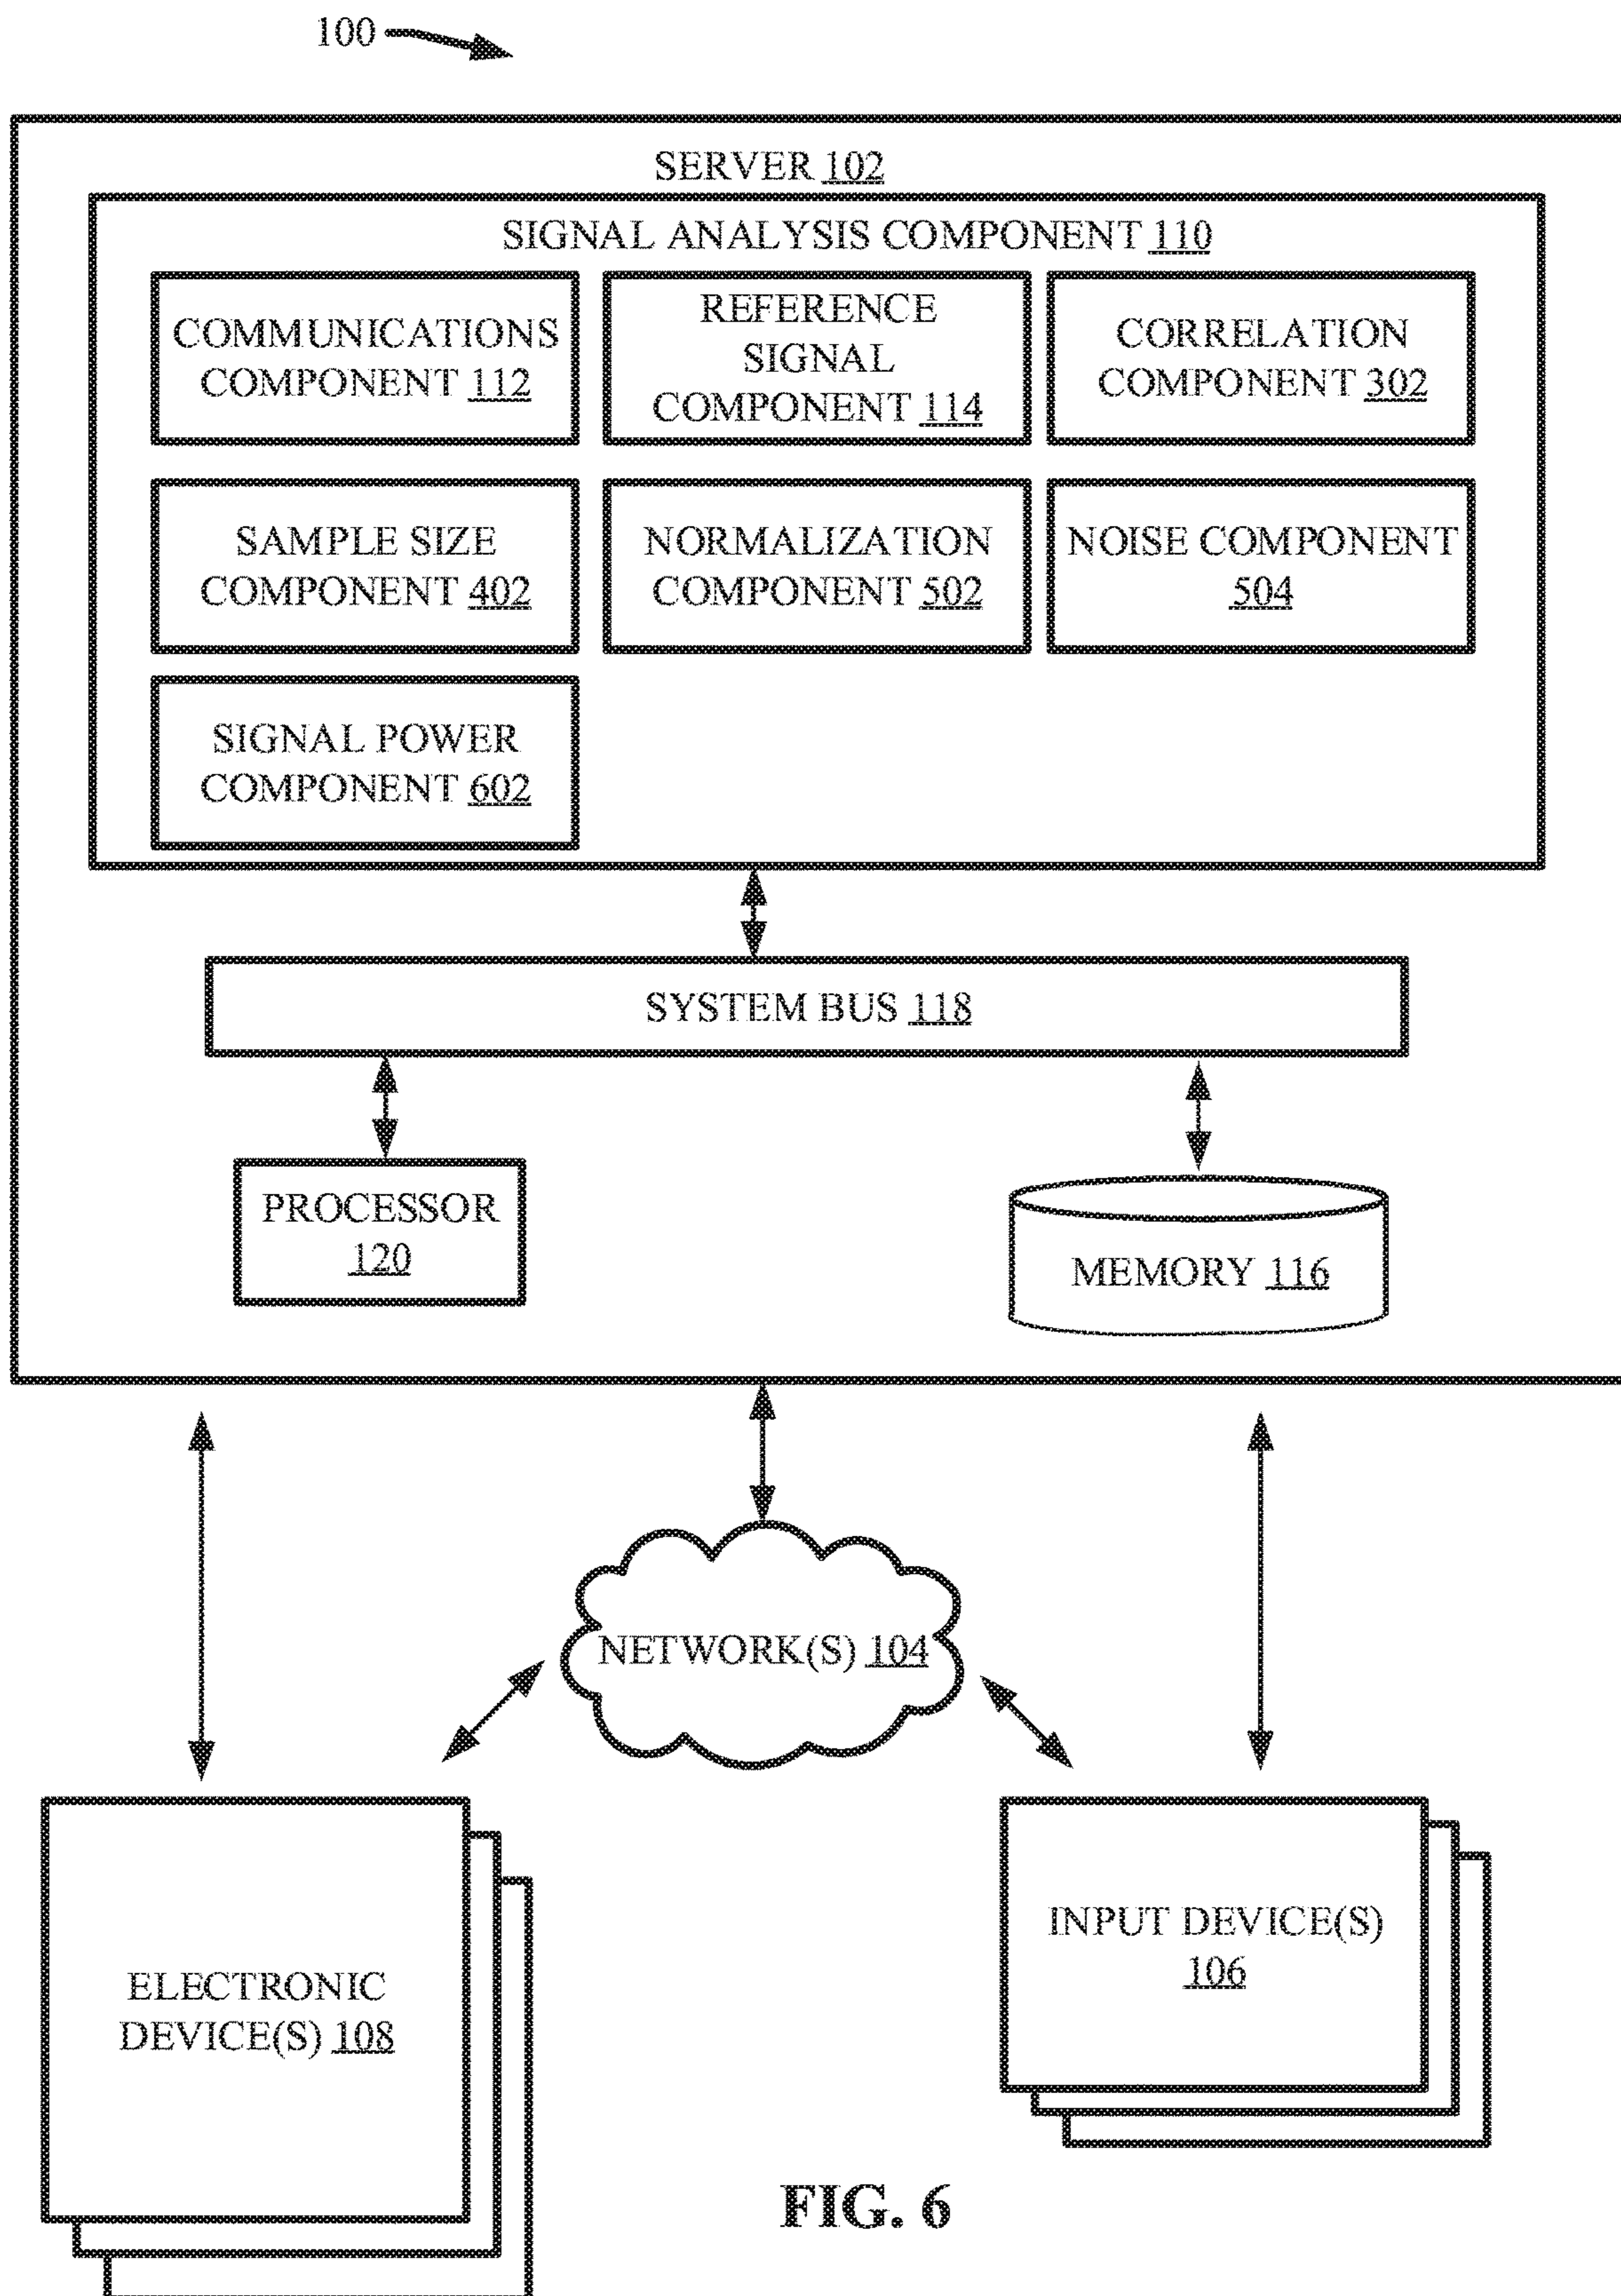 100
SERVER 102
SIGNAL ANALYSIS COMPONENT 110
COMMUNICATIONS
COMPONENT 112
REFERENCE
SIGNAL
COMPONENT 114
CORRELATION
COMPONENT 302
SAMPLE SIZE
COMPONENT 402
NORMALIZATION
COMPONENT 502
NOISE COMPONENT
504
SIGNAL POWER
COMPONENT 602
SYSTEM BUS 118
PROCESSOR
120
MEMORY 116
NETWORK(S) 104
ELECTRONIC
DEVICE(S) 108
INPUT DEVICE(S)
106
FIG. 6